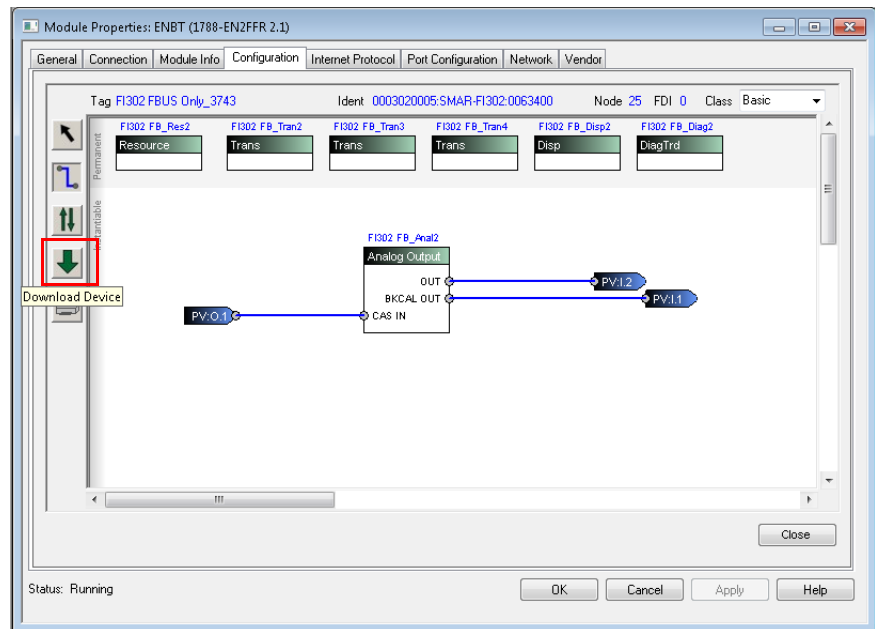 Module Properties: ENBT (1788-EN2FFR 2.1)
General Connection Module Info Configuration Internet Protocol Port Configuration Network Vendor
Tag FI302 FBUS Only_3743 Ident 0003020005:SMAR-FI302:0063400 Node 25 FDI 0 Class Basic
FI302 FB_Res2 FI302 FB_Tran2 FI302 FB_Tran3 FI302 FB_Tran4 FI302 FB_Disp2 FI302 FB_Diag2
Resource Trans Trans Trans Disp DiagTrd
Permanent
FI302 FB_Anal2
Analog Output
OUT PV:I.2
BKCAL OUT PV:I.1
PV:O.1 CAS IN
Download Device
Close
Status: Running OK Cancel Apply Help